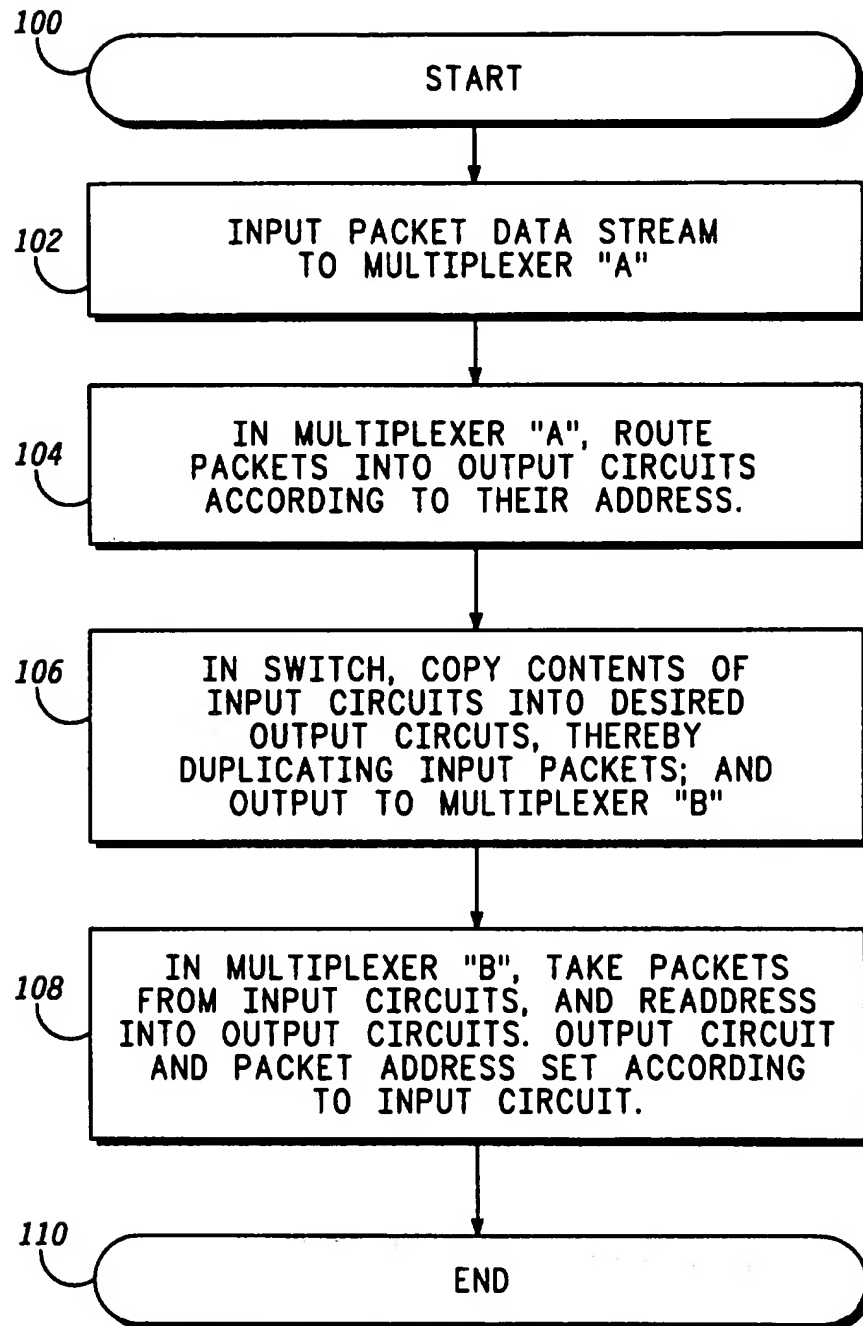 100
START
102
INPUT PACKET DATA STREAM
TO MULTIPLEXER "A"
104
IN MULTIPLEXER "A", ROUTE
PACKETS INTO OUTPUT CIRCUITS
ACCORDING TO THEIR ADDRESS.
106
IN SWITCH, COPY CONTENTS OF
INPUT CIRCUITS INTO DESIRED
OUTPUT CIRCUTS, THEREBY
DUPLICATING INPUT PACKETS; AND
OUTPUT TO MULTIPLEXER "B"
108
IN MULTIPLEXER "B", TAKE PACKETS
FROM INPUT CIRCUITS, AND READDRESS
INTO OUTPUT CIRCUITS. OUTPUT CIRCUIT
AND PACKET ADDRESS SET ACCORDING
TO INPUT CIRCUIT.
110
END